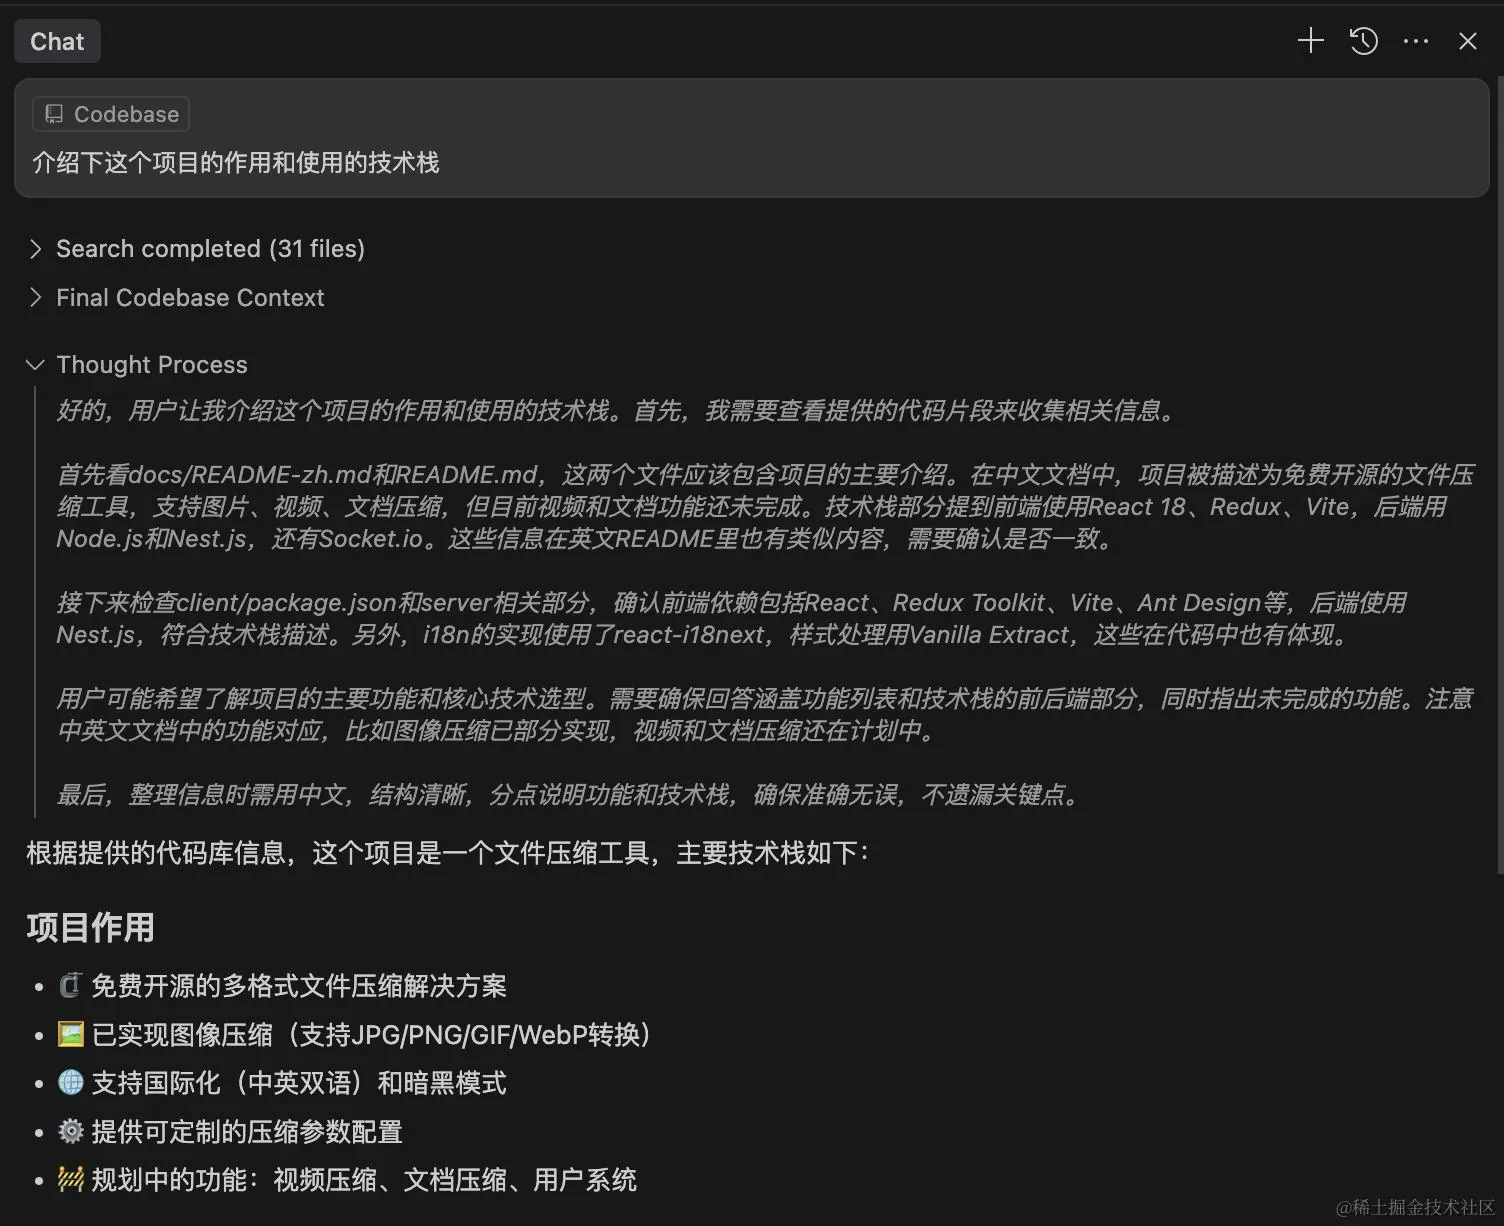 Chat
Codebase
介绍下这个项目的作用和使用的技术栈
Search completed (31 files)
Final Codebase Context
Thought Process
好的，用户让我介绍这个项目的作用和使用的技术栈。首先，我需要查看提供的代码片段来收集相关信息。
首先看docs/README-zh.md和README.md，这两个文件应该包含项目的主要介绍。在中文文档中，项目被描述为免费开源的文件压
缩工具，支持图片、视频、文档压缩，但目前视频和文档功能还未完成。技术栈部分提到前端使用React 18、Redux、Vite，后端用
Node.js和Nest.js，还有Socket.io。这些信息在英文README里也有类似内容，需要确认是否一致。
接下来检查client/package.json和server相关部分，确认前端依赖包括React、Redux Toolkit、Vite、Ant Design等，后端使用
Nest.js，符合技术栈描述。另外，i18n的实现使用了react-i18next，样式处理用Vanilla Extract，这些在代码中也有体现。
用户可能希望了解项目的主要功能和核心技术选型。需要确保回答涵盖功能列表和技术栈的前后端部分，同时指出未完成的功能。注意
中英文文档中的功能对应，比如图像压缩已部分实现，视频和文档压缩还在计划中。
最后，整理信息时需用中文，结构清晰，分点说明功能和技术栈，确保准确无误，不遗漏关键点。
根据提供的代码库信息，这个项目是一个文件压缩工具，主要技术栈如下：
项目作用
• 🗜️ 免费开源的多格式文件压缩解决方案
• 🖼️ 已实现图像压缩（支持JPG/PNG/GIF/WebP转换）
• 🌐 支持国际化（中英双语）和暗黑模式
• ⚙️ 提供可定制的压缩参数配置
• 🚧 规划中的功能：视频压缩、文档压缩、用户系统
@稀土掘金技术社区